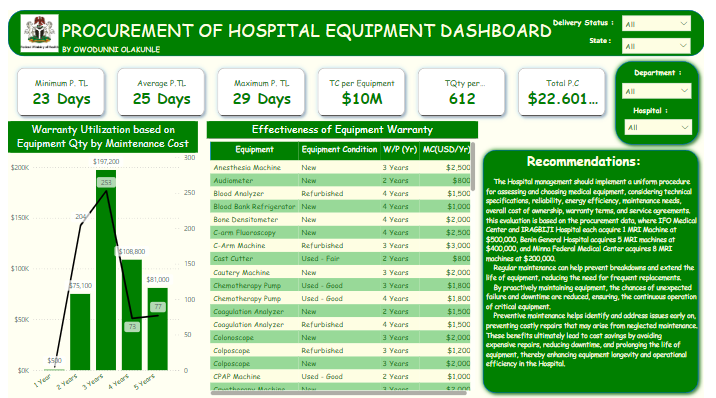 PROCUREMENT OF HOSPITAL EQUIPMENT DASHBOARD
BY OWODUNNI OLAKUNLE
Delivery Status :
All
State :
All
Minimum P. TL
23 Days
Average P.TL
25 Days
Maximum P. TL
29 Days
TC per Equipment
$10M
TQty per...
612
Total P.C
$22.601...
Department :
All
Hospital :
All
Warranty Utilization based on
Equipment Qty by Maintenance Cost
$200K
$150K
$100K
$50K
$0K
300
250
200
150
100
50
0
$500
$75,100
$197,200
$108,800
$81,000
204
253
73
77
1 Year
2 Years
3 Years
4 Years
5 Years
Effectiveness of Equipment Warranty
Equipment Equipment Condition W/P (Yr) MC(USD/Yr)
Anesthesia Machine New 3 Years $2,500
Audiometer New 2 Years $800
Blood Analyzer Refurbished 4 Years $1,500
Blood Bank Refrigerator New 4 Years $1,000
Bone Densitometer New 4 Years $2,000
C-arm Fluoroscopy New 4 Years $2,500
C-Arm Machine Refurbished 5 Years $3,000
Cast Cutter Used - Fair 2 Years $800
Cautery Machine New 3 Years $2,000
Chemotherapy Pump Used - Good 4 Years $1,800
Chemotherapy Pump Used - Good 4 Years $1,800
Coagulation Analyzer New 2 Years $1,500
Coagulation Analyzer Refurbished 4 Years $1,500
Colonoscope New 3 Years $2,000
Colposcope Refurbished 3 Years $1,200
Colposcope New 3 Years $2,000
CPAP Machine Used - Good 2 Years $1,000
Cryotherapy Machine New 3 Years $2,000
Recommendations:
The Hospital management should implement a uniform procedure
for assessing and choosing medical equipment, considering technical
specifications, reliability, energy efficiency, maintenance needs,
overall cost of ownership, warranty terms, and service agreements.
this evaluation is based on the procurement data, where IFO Medical
Center and IRAGBIJI Hospital each acquire 1 MRI Machine at
$500,000, Benin General Hospital acquires 5 MRI machines at
$400,000, and Minna Federal Medical Center acquires 8 MRI
machines at $200,000.
Regular maintenance can help prevent breakdowns and extend the
life of equipment, reducing the need for frequent replacements.
By proactively maintaining equipment, the chances of unexpected
failure and downtime are reduced, ensuring, the continuous operation
of critical equipment.
Preventive maintenance helps identify and address issues early on,
preventing costly repairs that may arise from neglected maintenance.
These benefits ultimately lead to cost savings by avoiding
expensive repairs, reducing downtime, and prolonging the life of
equipment, thereby enhancing equipment longevity and operational
efficiency in the Hospital.